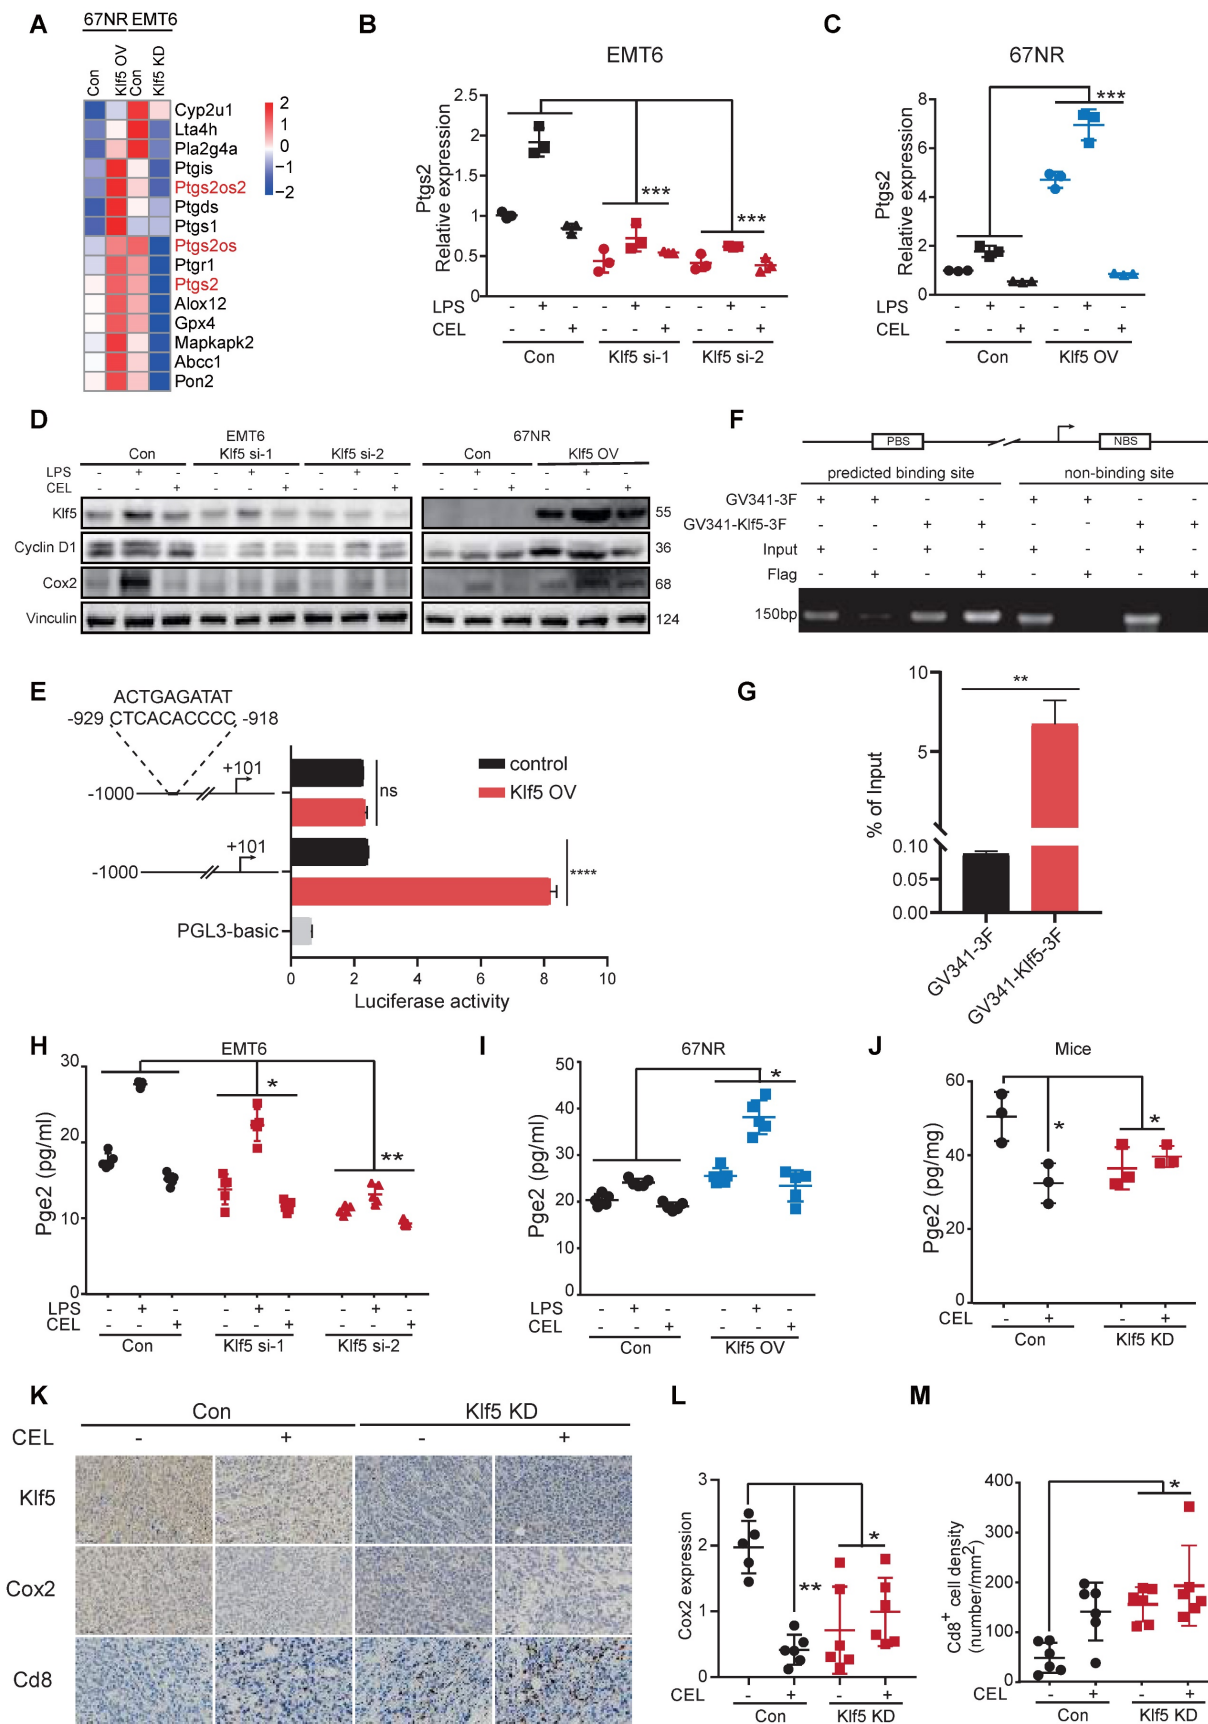 A
67NR EMT6
Con
Klf5 OV
Con
Klf5 KD
Cyp2u1
Lta4h
Pla2g4a
Ptgis
Ptgs2os2
Ptgds
Ptgs1
Ptgs2os
Ptgr1
Ptgs2
Alox12
Gpx4
Mapkapk2
Abcc1
Pon2
2
1
0
−1
−2
B
EMT6
Ptgs2
Relative expression
2.5
2
1.5
1
0.5
0
*** ***
LPS - + - - + - - + -
CEL - - + - - + - - +
Con Klf5 si-1 Klf5 si-2
C
67NR
Ptgs2
Relative expression
8
6
4
2
0
***
LPS - + - - + -
CEL - - + - - +
Con Klf5 OV
D
EMT6 67NR
Con Klf5 si-1 Klf5 si-2 Con Klf5 OV
LPS - + - - + - - + - - + - - + -
CEL - - + - - + - - + - - + - - +
Klf5 55
Cyclin D1 36
Cox2 68
Vinculin 124
F
PBS NBS
predicted binding site non-binding site
GV341-3F + + - - + + - -
GV341-Klf5-3F - - + + - - + +
Input + - + - + - + -
Flag - + - + - + - +
150bp
E
ACTGAGATAT
-929 CTCACACCCC -918
-1000 +101
-1000 +101
PGL3-basic
ns
****
control
Klf5 OV
0 2 4 6 8 10
Luciferase activity
G
% of Input
10
5
0.10
0.05
0.00
**
GV341-3F
GV341-Klf5-3F
H
EMT6
Pge2 (pg/ml)
30
20
10
0
* **
LPS - + - - + - - + -
CEL - - + - - + - - +
Con Klf5 si-1 Klf5 si-2
I
67NR
Pge2 (pg/ml)
50
40
30
20
10
0
*
LPS - + - - + -
CEL - - + - - +
Con Klf5 OV
J
Mice
Pge2 (pg/mg)
60
40
20
0
* *
CEL - + - +
Con Klf5 KD
K
Con Klf5 KD
CEL - + - +
Klf5
Cox2
Cd8
L
Cox2 expression
3
2
1
0
** *
CEL - + - +
Con Klf5 KD
M
Cd8+ cell density
(number/mm2)
400
300
200
100
0
*
CEL - + - +
Con Klf5 KD